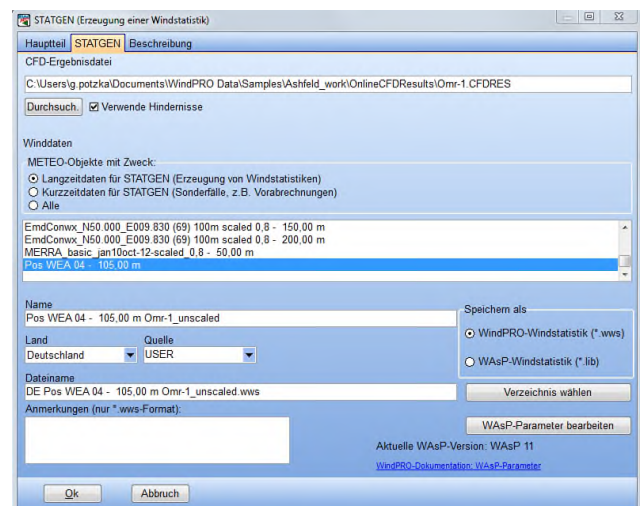 STATGEN (Erzeugung einer Windstatistik)
Hauptteil STATGEN Beschreibung
CFD-Ergebnisdatei
C:\Users\g.potzka\Documents\WindPRO Data\Samples\Ashfeld_work\OnlineCFDResults\Omr-1.CFDRES
Durchsuch. Verwende Hindernisse
Winddaten
METEO-Objekte mit Zweck:
Langzeitdaten für STATGEN (Erzeugung von Windstatistiken)
Kurzzeitdaten für STATGEN (Sonderfälle, z.B. Vorabrechnungen)
Alle
EmdConwx_N50.000_E009.830 (69) 100m scaled 0,8 - 150,00 m
EmdConwx_N50.000_E009.830 (69) 100m scaled 0,8 - 200,00 m
MERRA_basic_jan10oct-12-scaled_0,8 - 50,00 m
Pos WEA 04 - 105,00 m
Name
Pos WEA 04 - 105,00 m Omr-1_unscaled
Land Quelle
Deutschland USER
Dateiname
DE Pos WEA 04 - 105,00 m Omr-1_unscaled.wws
Anmerkungen (nur *.wws-Format):
Speichern als
WindPRO-Windstatistik (*.wws)
WAsP-Windstatistik (*.lib)
Verzeichnis wählen
WAsP-Parameter bearbeiten
Aktuelle WAsP-Version: WAsP 11
WindPRO-Dokumentation: WAsP-Parameter
Ok Abbruch